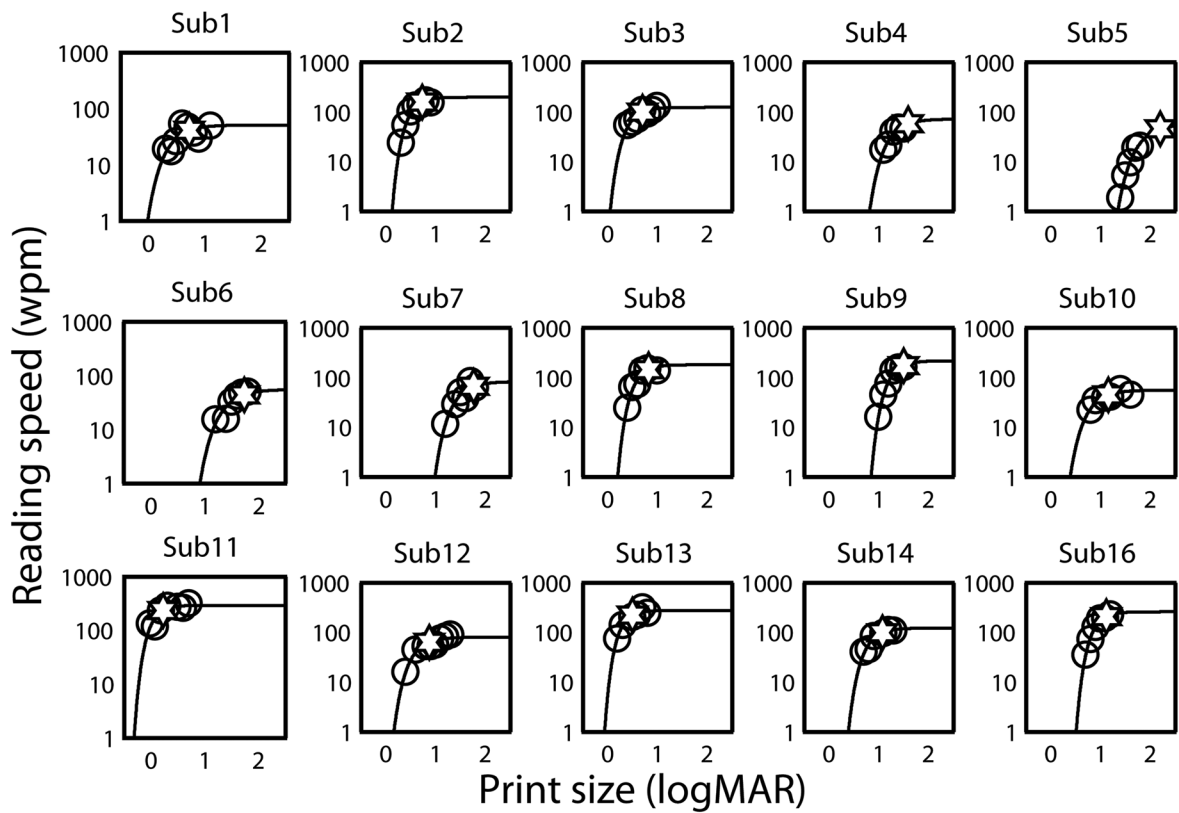 Sub1 Sub2 Sub3 Sub4 Sub5
1000 1000 1000 1000 1000
100 100 100 100 100
10 10 10 10 10
1 1 1 1 1
0 1 2 0 1 2 0 1 2 0 1 2 0 1 2
Sub6 Sub7 Sub8 Sub9 Sub10
1000 1000 1000 1000 1000
100 100 100 100 100
10 10 10 10 10
1 1 1 1 1
0 1 2 0 1 2 0 1 2 0 1 2 0 1 2
Sub11 Sub12 Sub13 Sub14 Sub16
1000 1000 1000 1000 1000
100 100 100 100 100
10 10 10 10 10
1 1 1 1 1
0 1 2 0 1 2 0 1 2 0 1 2 0 1 2
Reading speed (wpm)
Print size (logMAR)